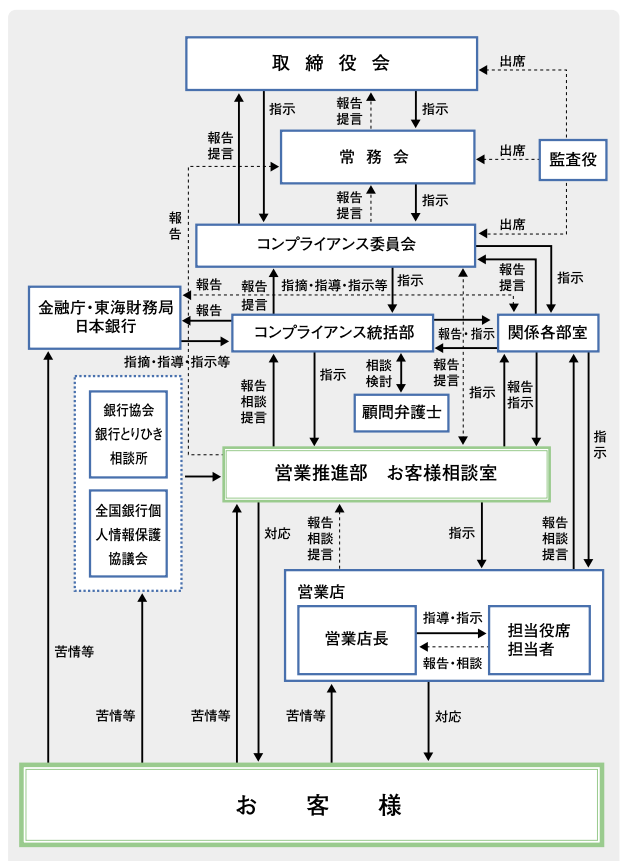 取締役会
出席
報告
提言
指示
報告
提言
指示
常務会
出席
監査役
報告
提言
指示
報告
告
出席
コンプライアンス委員会
報告
報告
提言
指摘・指導・指示等
指示
報告
提言
指示
金融庁・東海財務局
日本銀行
報告
コンプライアンス統括部
報告・指示
関係各部室
指摘・指導・指示等
報告
相談
提言
指示
相談
検討
報告
提言
指示
報告
指示
指
示
顧問弁護士
銀行協会
銀行とりひき
相談所
営業推進部 お客様相談室
全国銀行個
人情報保護
協議会
対応
報告
相談
提言
指示
報告
相談
提言
営業店
営業店長
指導・指示
報告・相談
担当役席
担当者
苦情等
苦情等
苦情等
苦情等
対応
お客様